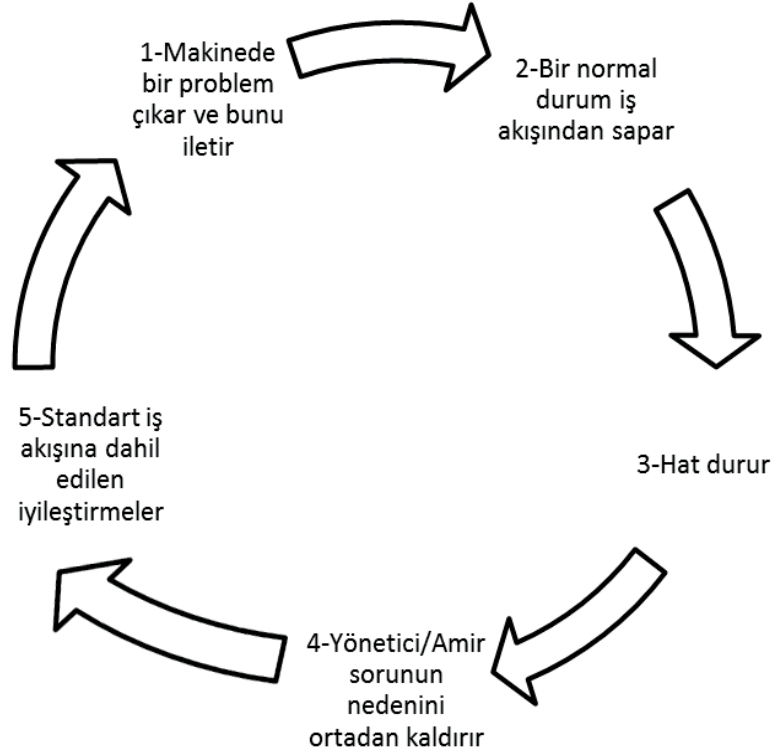 1-Makinede
bir problem
çıkar ve bunu
iletir
2-Bir normal
durum iş
akışından sapar
3-Hat durur
4-Yönetici/Amir
sorunun
nedenini
ortadan kaldırır
5-Standart iş
akışına dahil
edilen
iyileştirmeler